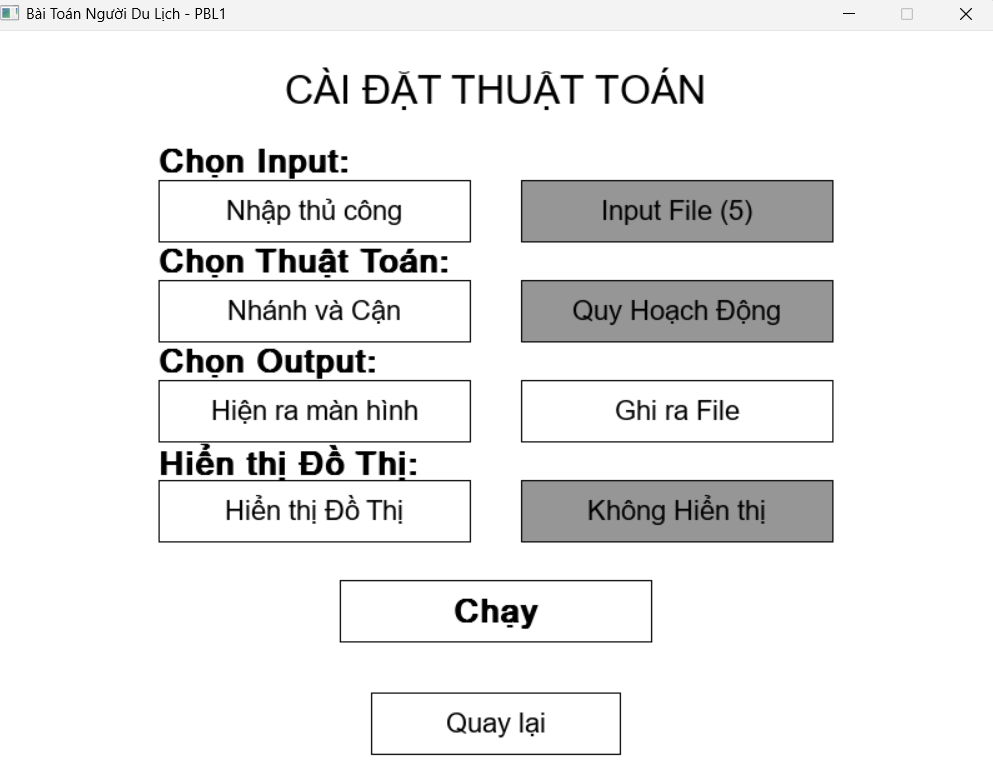 Bài Toán Người Du Lịch - PBL1
CÀI ĐẶT THUẬT TOÁN
Chọn Input:
Nhập thủ công
Input File (5)
Chọn Thuật Toán:
Nhánh và Cận
Quy Hoạch Động
Chọn Output:
Hiện ra màn hình
Ghi ra File
Hiển thị Đồ Thị:
Hiển thị Đồ Thị
Không Hiển thị
Chạy
Quay lại